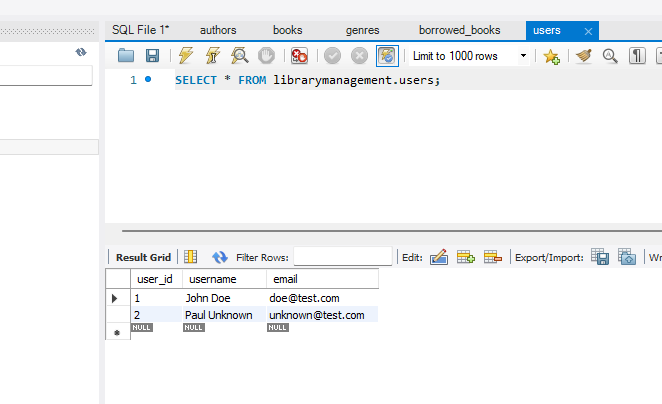 SQL File 1* authors books genres borrowed_books users
Limit to 1000 rows
1 SELECT * FROM librarymanagement.users;
Result Grid Filter Rows: Edit: Export/Import: Wr
user_id username email
1 John Doe doe@test.com
2 Paul Unknown unknown@test.com
NULL NULL NULL